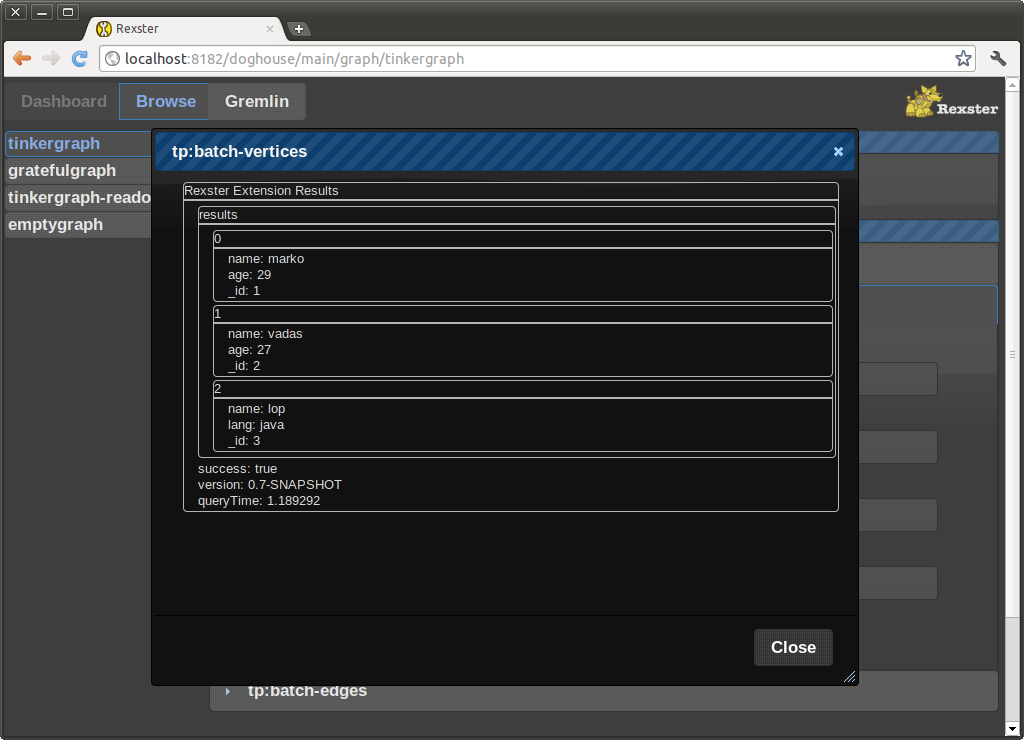 Rexster
localhost:8182/doghouse/main/graph/tinkergraph
Dashboard
Browse
Gremlin
Rexster
tinkergraph
gratefulgraph
tinkergraph-reado
emptygraph
tp:batch-vertices
Rexster Extension Results
results
0
name: marko
age: 29
_id: 1
1
name: vadas
age: 27
_id: 2
2
name: lop
lang: java
_id: 3
success: true
version: 0.7-SNAPSHOT
queryTime: 1.189292
Close
tp:batch-edges